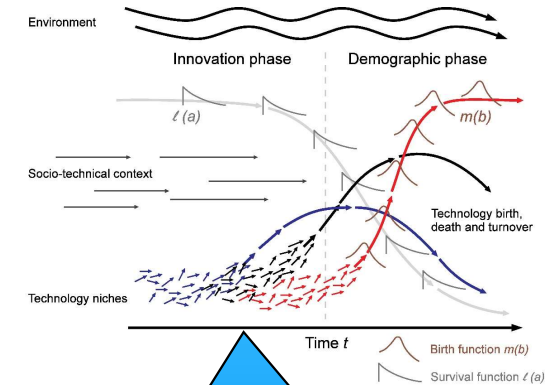 Environment
Innovation phase
Demographic phase
ℓ (a)
m(b)
Socio-technical context
Technology birth,
death and turnover
Technology niches
Time t
Birth function m(b)
Survival function ℓ (a)